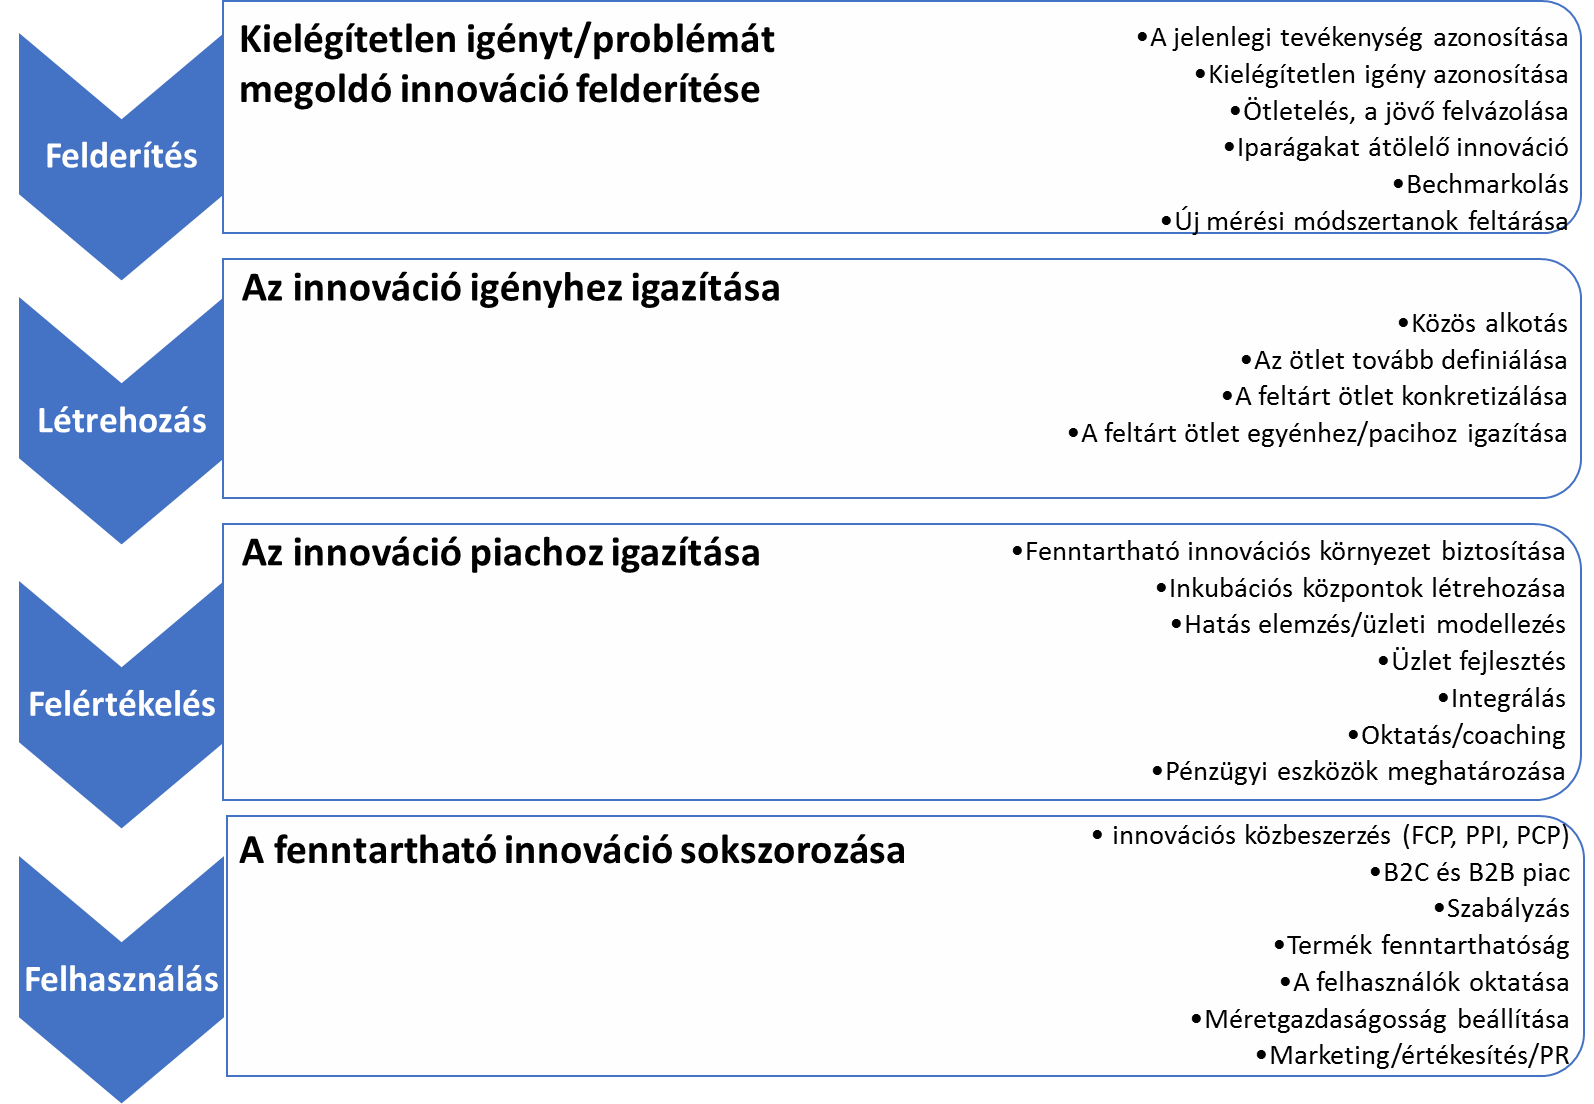 Felderítés
Kielégítetlen igényt/problémát
megoldó innováció felderítése
•A jelenlegi tevékenység azonosítása
•Kielégítetlen igény azonosítása
•Ötletelés, a jövő felvázolása
•Iparágakat átölelő innováció
•Bechmarkolás
•Új mérési módszertanok feltárása
Létrehozás
Az innováció igényhez igazítása
•Közös alkotás
•Az ötlet tovább definiálása
•A feltárt ötlet konkretizálása
•A feltárt ötlet egyénhez/pacihoz igazítása
Felértékelés
Az innováció piachoz igazítása
•Fenntartható innovációs környezet biztosítása
•Inkubációs központok létrehozása
•Hatás elemzés/üzleti modellezés
•Üzlet fejlesztés
•Integrálás
•Oktatás/coaching
•Pénzügyi eszközök meghatározása
Felhasználás
A fenntartható innováció sokszorozása
• innovációs közbeszerzés (FCP, PPI, PCP)
•B2C és B2B piac
•Szabályzás
•Termék fenntarthatóság
•A felhasználók oktatása
•Méretgazdaságosság beállítása
•Marketing/értékesítés/PR